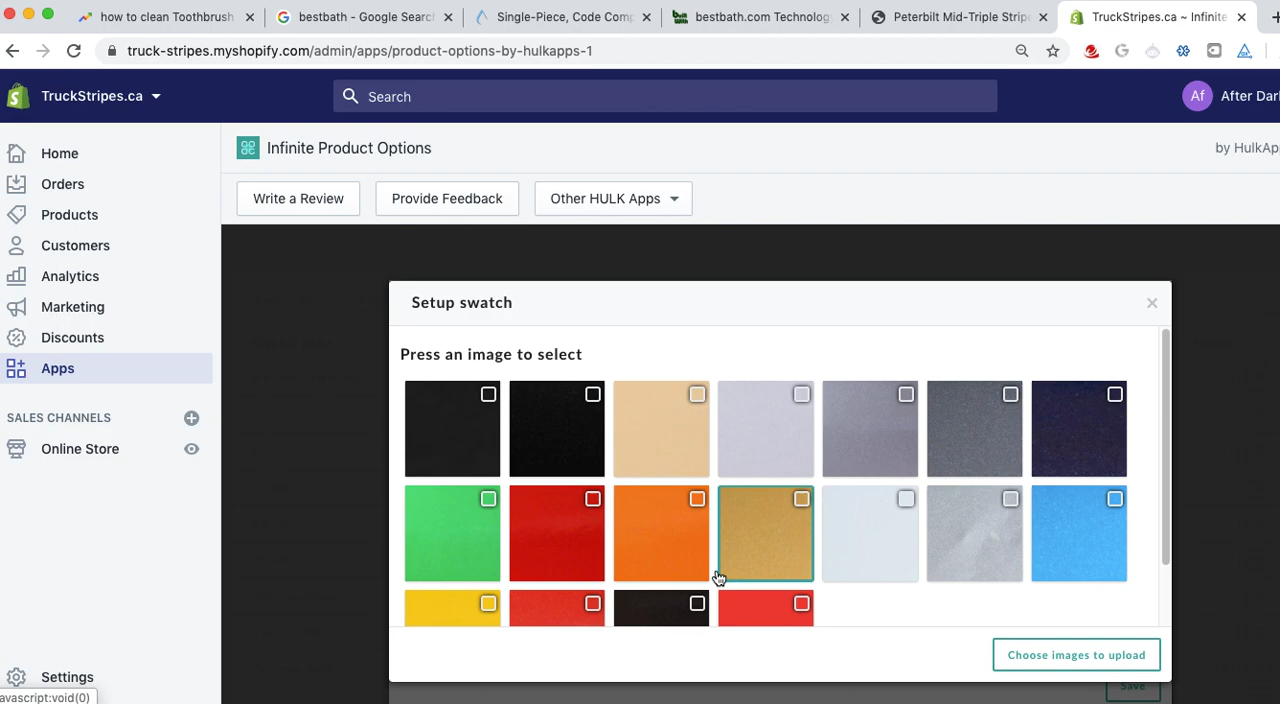 how to clean Toothbrush
bestbath - Google Searc
Single-Piece, Code Comp
bestbath.com Technolog
Peterbilt Mid-Triple Stripe
TruckStripes.ca ~ Infinite
truck-stripes.myshopify.com/admin/apps/product-options-by-hulkapps-1
TruckStripes.ca
Search
Af
After Dar
Home
Orders
Products
Customers
Analytics
Marketing
Discounts
Apps
SALES CHANNELS
Online Store
Settings
avascript:void(0)
Infinite Product Options
by HulkAp
Write a Review
Provide Feedback
Other HULK Apps
Setup swatch
Press an image to select
Choose images to upload
Save